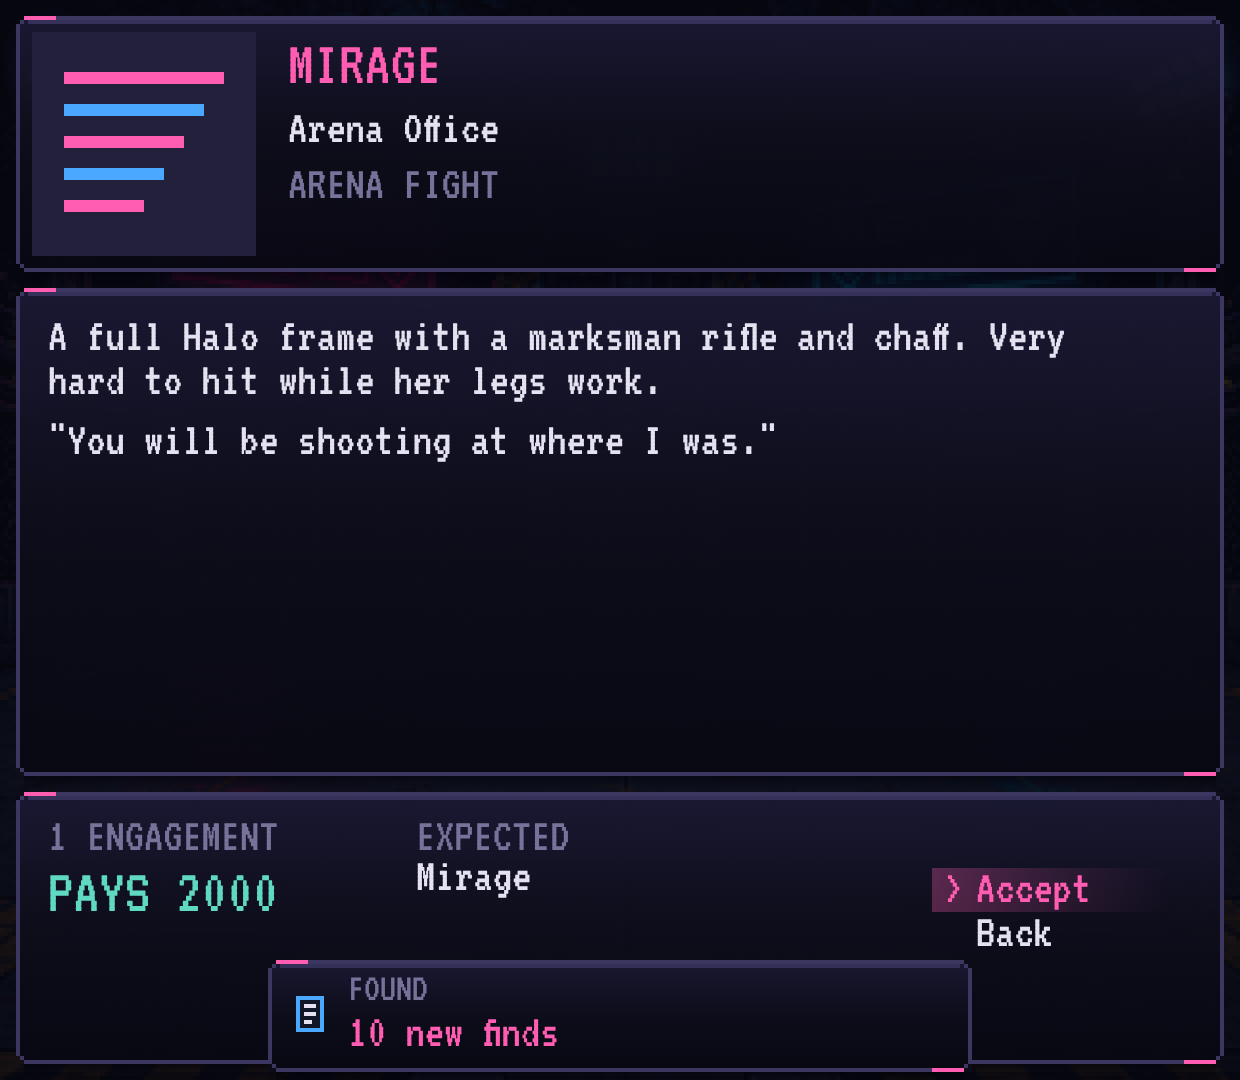 MIRAGE
Arena Office
ARENA FIGHT
A full Halo frame with a marksman rifle and chaff. Very
hard to hit while her legs work.
"You will be shooting at where I was."
1 ENGAGEMENT
PAYS 2000
EXPECTED
Mirage
> Accept
Back
FOUND
10 new finds